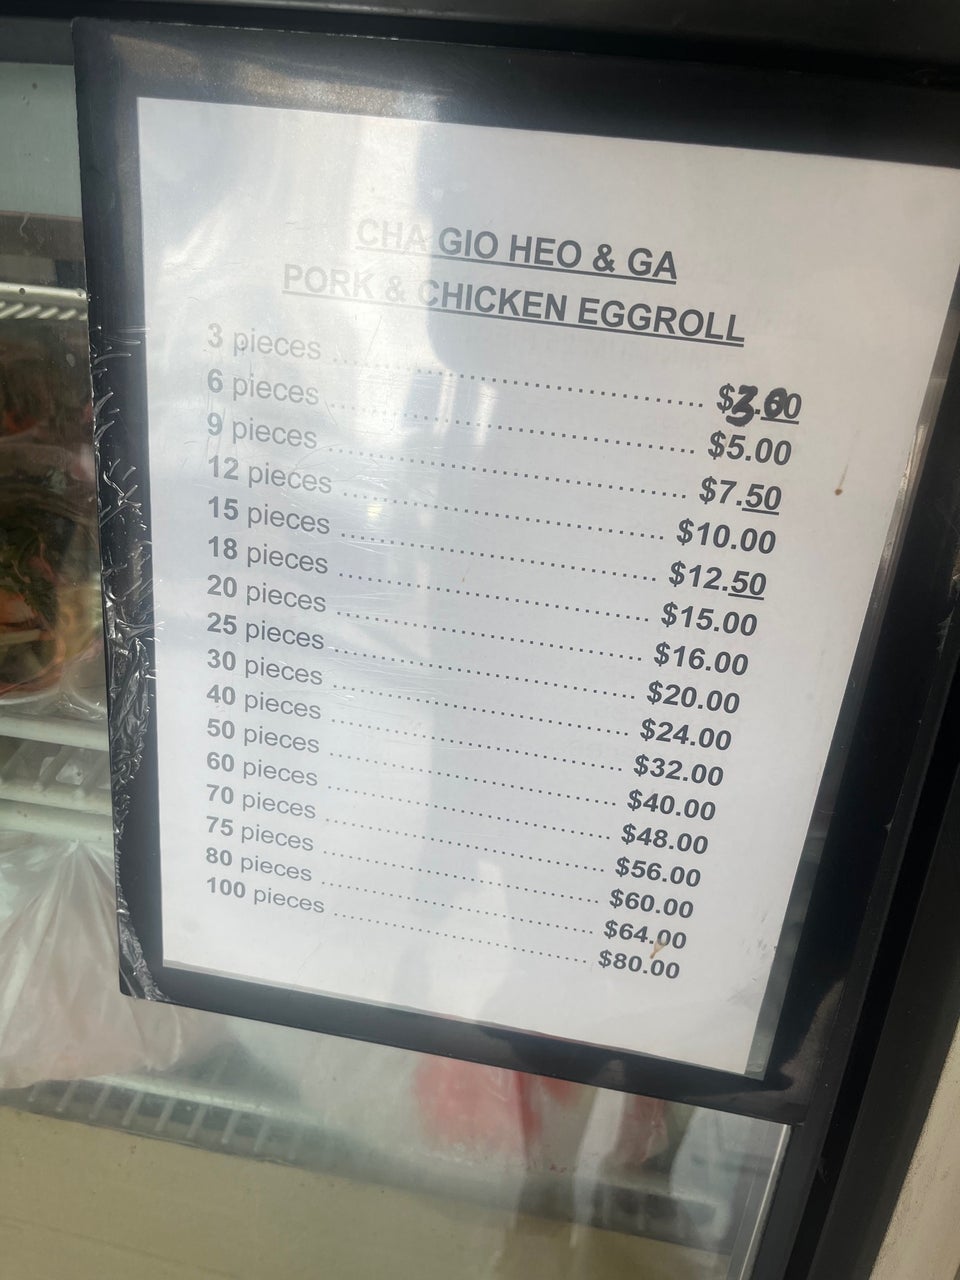 CHA GIO HEO & GA
PORK & CHICKEN EGGROLL
3 pieces ........................................ $3.00
6 pieces ........................................ $5.00
9 pieces ........................................ $7.50
12 pieces ........................................ $10.00
15 pieces ........................................ $12.50
18 pieces ........................................ $15.00
20 pieces ........................................ $16.00
25 pieces ........................................ $20.00
30 pieces ........................................ $24.00
40 pieces ........................................ $32.00
50 pieces ........................................ $40.00
60 pieces ........................................ $48.00
70 pieces ........................................ $56.00
75 pieces ........................................ $60.00
80 pieces ........................................ $64.00
100 pieces ........................................ $80.00